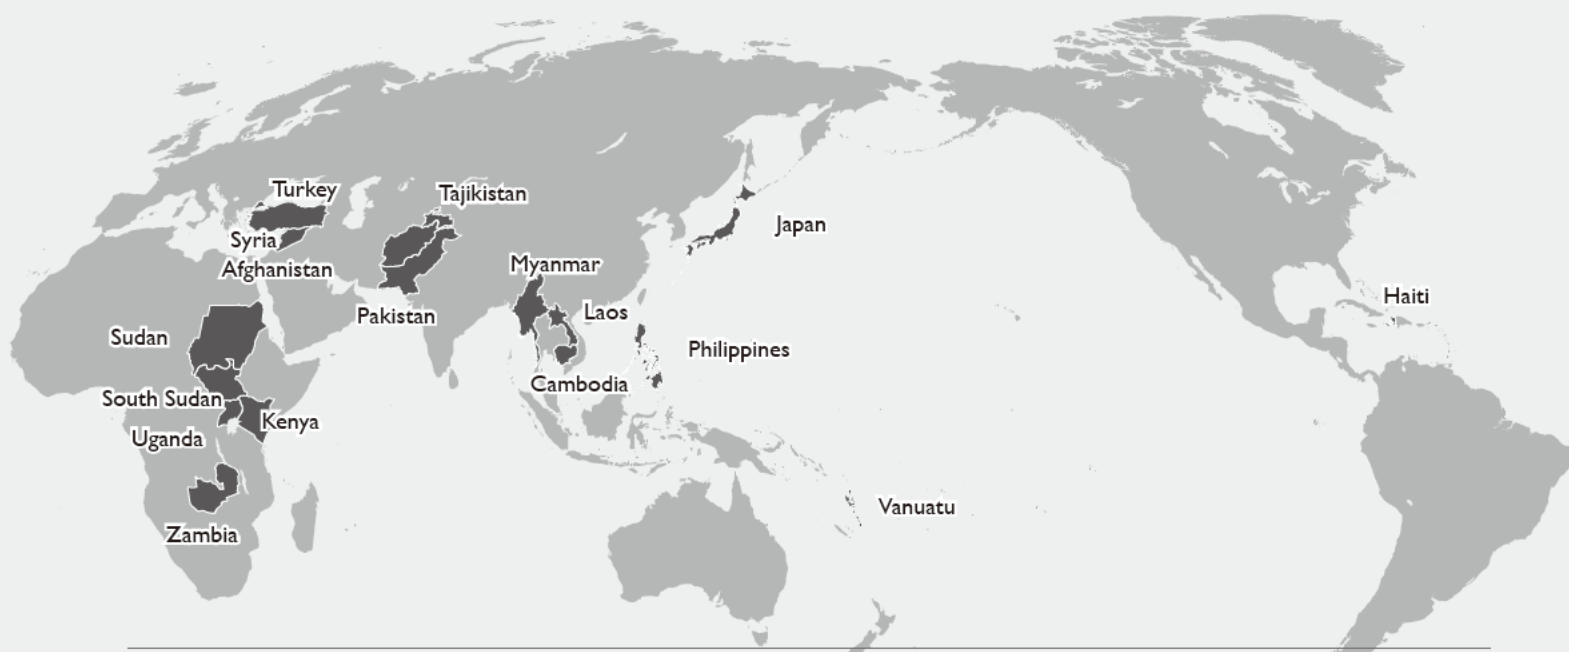 Turkey
Tajikistan
Japan
Syria
Afghanistan
Myanmar
Haiti
Pakistan
Laos
Sudan
Philippines
Cambodia
South Sudan
Kenya
Uganda
Vanuatu
Zambia